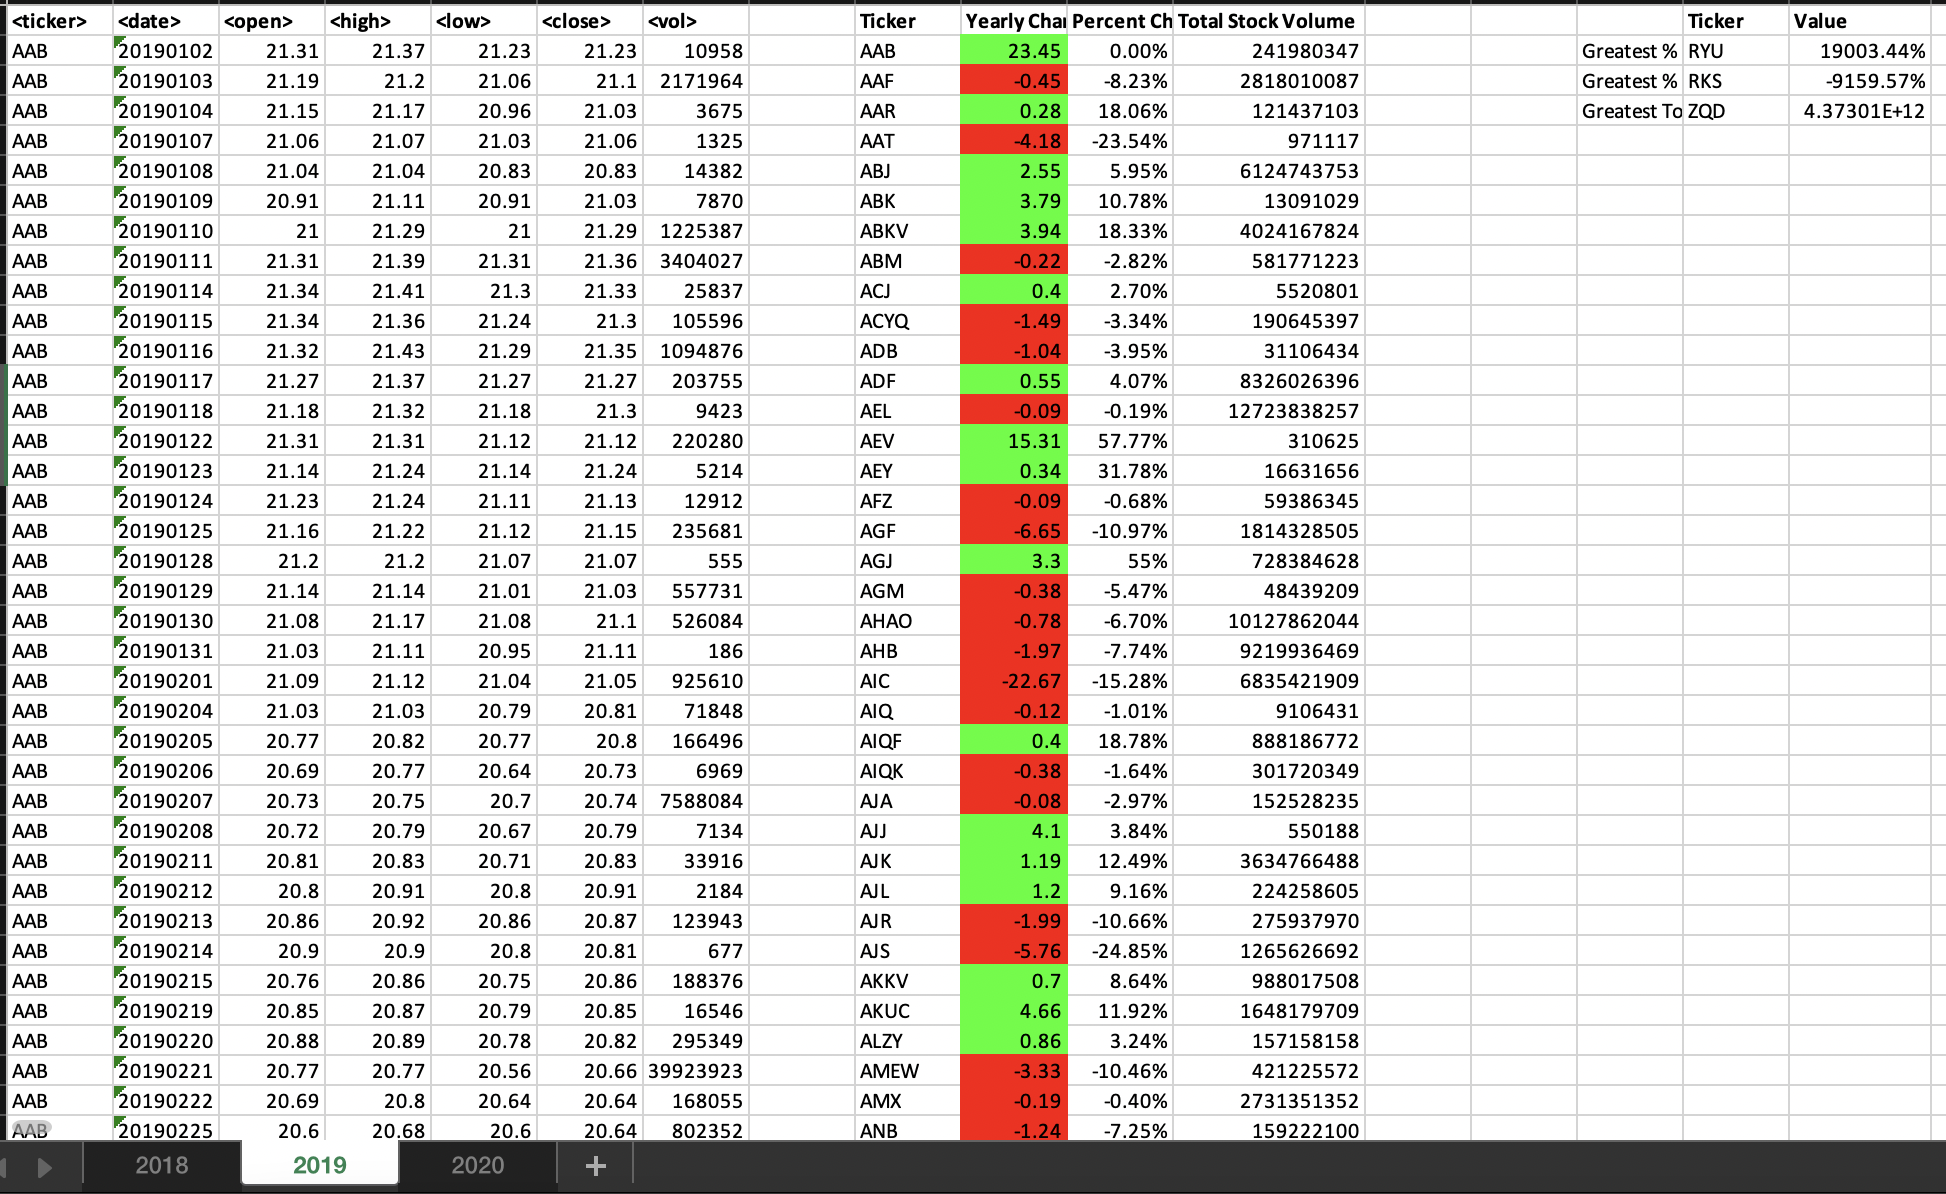 <ticker> <date> <open> <high> <low> <close> <vol> Ticker Yearly Chan Percent Ch Total Stock Volume Ticker Value
AAB 20190102 21.31 21.37 21.23 21.23 10958 AAB 23.45 0.00% 241980347 Greatest % RYU 19003.44%
AAB 20190103 21.19 21.2 21.06 21.1 2171964 AAF -0.45 -8.23% 2818010087 Greatest % RKS -9159.57%
AAB 20190104 21.15 21.17 20.96 21.03 3675 AAR 0.28 18.06% 121437103 Greatest To ZQD 4.37301E+12
AAB 20190107 21.06 21.07 21.03 21.06 1325 AAT -4.18 -23.54% 971117
AAB 20190108 21.04 21.04 20.83 20.83 14382 ABJ 2.55 5.95% 6124743753
AAB 20190109 20.91 21.11 20.91 21.03 7870 ABK 3.79 10.78% 13091029
AAB 20190110 21 21.29 21 21.29 1225387 ABKV 3.94 18.33% 4024167824
AAB 20190111 21.31 21.39 21.31 21.36 3404027 ABM -0.22 -2.82% 581771223
AAB 20190114 21.34 21.41 21.3 21.33 25837 ACJ 0.4 2.70% 5520801
AAB 20190115 21.34 21.36 21.24 21.3 105596 ACYQ -1.49 -3.34% 190645397
AAB 20190116 21.32 21.43 21.29 21.35 1094876 ADB -1.04 -3.95% 31106434
AAB 20190117 21.27 21.37 21.27 21.27 203755 ADF 0.55 4.07% 8326026396
AAB 20190118 21.18 21.32 21.18 21.3 9423 AEL -0.09 -0.19% 12723838257
AAB 20190122 21.31 21.31 21.12 21.12 220280 AEV 15.31 57.77% 310625
AAB 20190123 21.14 21.24 21.14 21.24 5214 AEY 0.34 31.78% 16631656
AAB 20190124 21.23 21.24 21.11 21.13 12912 AFZ -0.09 -0.68% 59386345
AAB 20190125 21.16 21.22 21.12 21.15 235681 AGF -6.65 -10.97% 1814328505
AAB 20190128 21.2 21.2 21.07 21.07 555 AGJ 3.3 55% 728384628
AAB 20190129 21.14 21.14 21.01 21.03 557731 AGM -0.38 -5.47% 48439209
AAB 20190130 21.08 21.17 21.08 21.1 526084 AHAO -0.78 -6.70% 10127862044
AAB 20190131 21.03 21.11 20.95 21.11 186 AHB -1.97 -7.74% 9219936469
AAB 20190201 21.09 21.12 21.04 21.05 925610 AIC -22.67 -15.28% 6835421909
AAB 20190204 21.03 21.03 20.79 20.81 71848 AIQ -0.12 -1.01% 9106431
AAB 20190205 20.77 20.82 20.77 20.8 166496 AIQF 0.4 18.78% 888186772
AAB 20190206 20.69 20.77 20.64 20.73 6969 AIQK -0.38 -1.64% 301720349
AAB 20190207 20.73 20.75 20.7 20.74 7588084 AJA -0.08 -2.97% 152528235
AAB 20190208 20.72 20.79 20.67 20.79 7134 AJJ 4.1 3.84% 550188
AAB 20190211 20.81 20.83 20.71 20.83 33916 AJK 1.19 12.49% 3634766488
AAB 20190212 20.8 20.91 20.8 20.91 2184 AJL 1.2 9.16% 224258605
AAB 20190213 20.86 20.92 20.86 20.87 123943 AJR -1.99 -10.66% 275937970
AAB 20190214 20.9 20.9 20.8 20.81 677 AJS -5.76 -24.85% 1265626692
AAB 20190215 20.76 20.86 20.75 20.86 188376 AKKV 0.7 8.64% 988017508
AAB 20190219 20.85 20.87 20.79 20.85 16546 AKUC 4.66 11.92% 1648179709
AAB 20190220 20.88 20.89 20.78 20.82 295349 ALZY 0.86 3.24% 157158158
AAB 20190221 20.77 20.77 20.56 20.66 39923923 AMEW -3.33 -10.46% 421225572
AAB 20190222 20.69 20.8 20.64 20.64 168055 AMX -0.19 -0.40% 2731351352
AAB 20190225 20.6 20.68 20.6 20.64 802352 ANB -1.24 -7.25% 159222100
2018 2019 2020 +